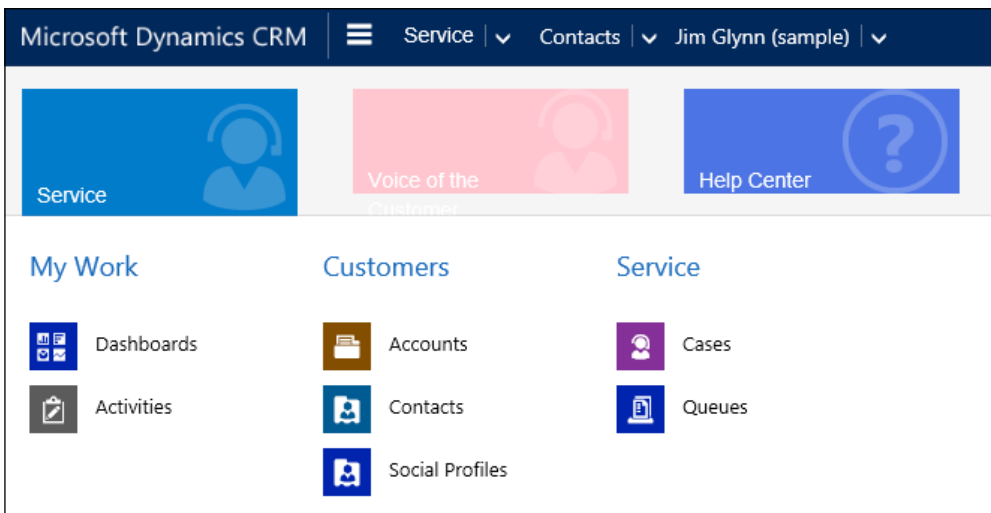 Microsoft Dynamics CRM Service Contacts Jim Glynn (sample)
Service
Voice of the
Customer
Help Center
?
My Work
Customers
Service
Dashboards
Accounts
Cases
Activities
Contacts
Queues
Social Profiles